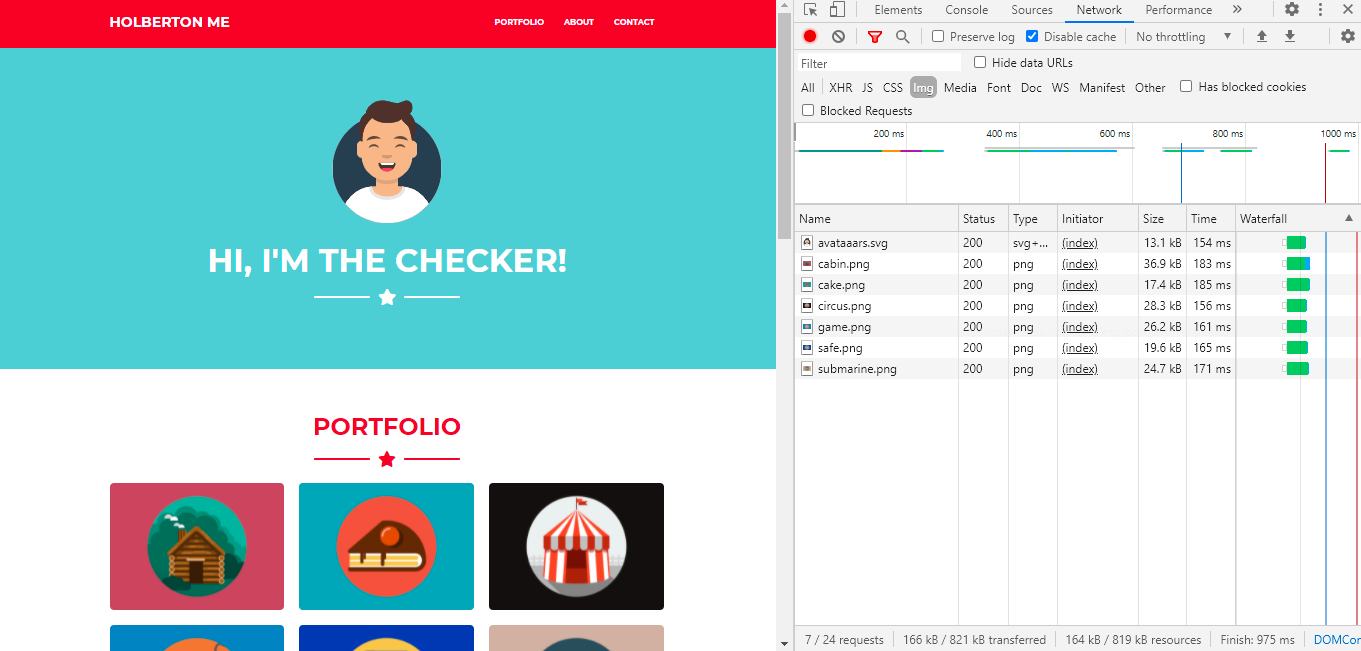 HOLBERTON ME PORTFOLIO ABOUT CONTACT
HI, I'M THE CHECKER!
PORTFOLIO
Elements Console Sources Network Performance »
Preserve log Disable cache No throttling
Filter Hide data URLs
All XHR JS CSS Img Media Font Doc WS Manifest Other Has blocked cookies
Blocked Requests
200 ms 400 ms 600 ms 800 ms 1000 ms
Name Status Type Initiator Size Time Waterfall
avataaars.svg 200 svg+... (index) 13.1 kB 154 ms
cabin.png 200 png (index) 36.9 kB 183 ms
cake.png 200 png (index) 17.4 kB 185 ms
circus.png 200 png (index) 28.3 kB 156 ms
game.png 200 png (index) 26.2 kB 161 ms
safe.png 200 png (index) 19.6 kB 165 ms
submarine.png 200 png (index) 24.7 kB 171 ms
7 / 24 requests 166 kB / 821 kB transferred 164 kB / 819 kB resources Finish: 975 ms DOMCor